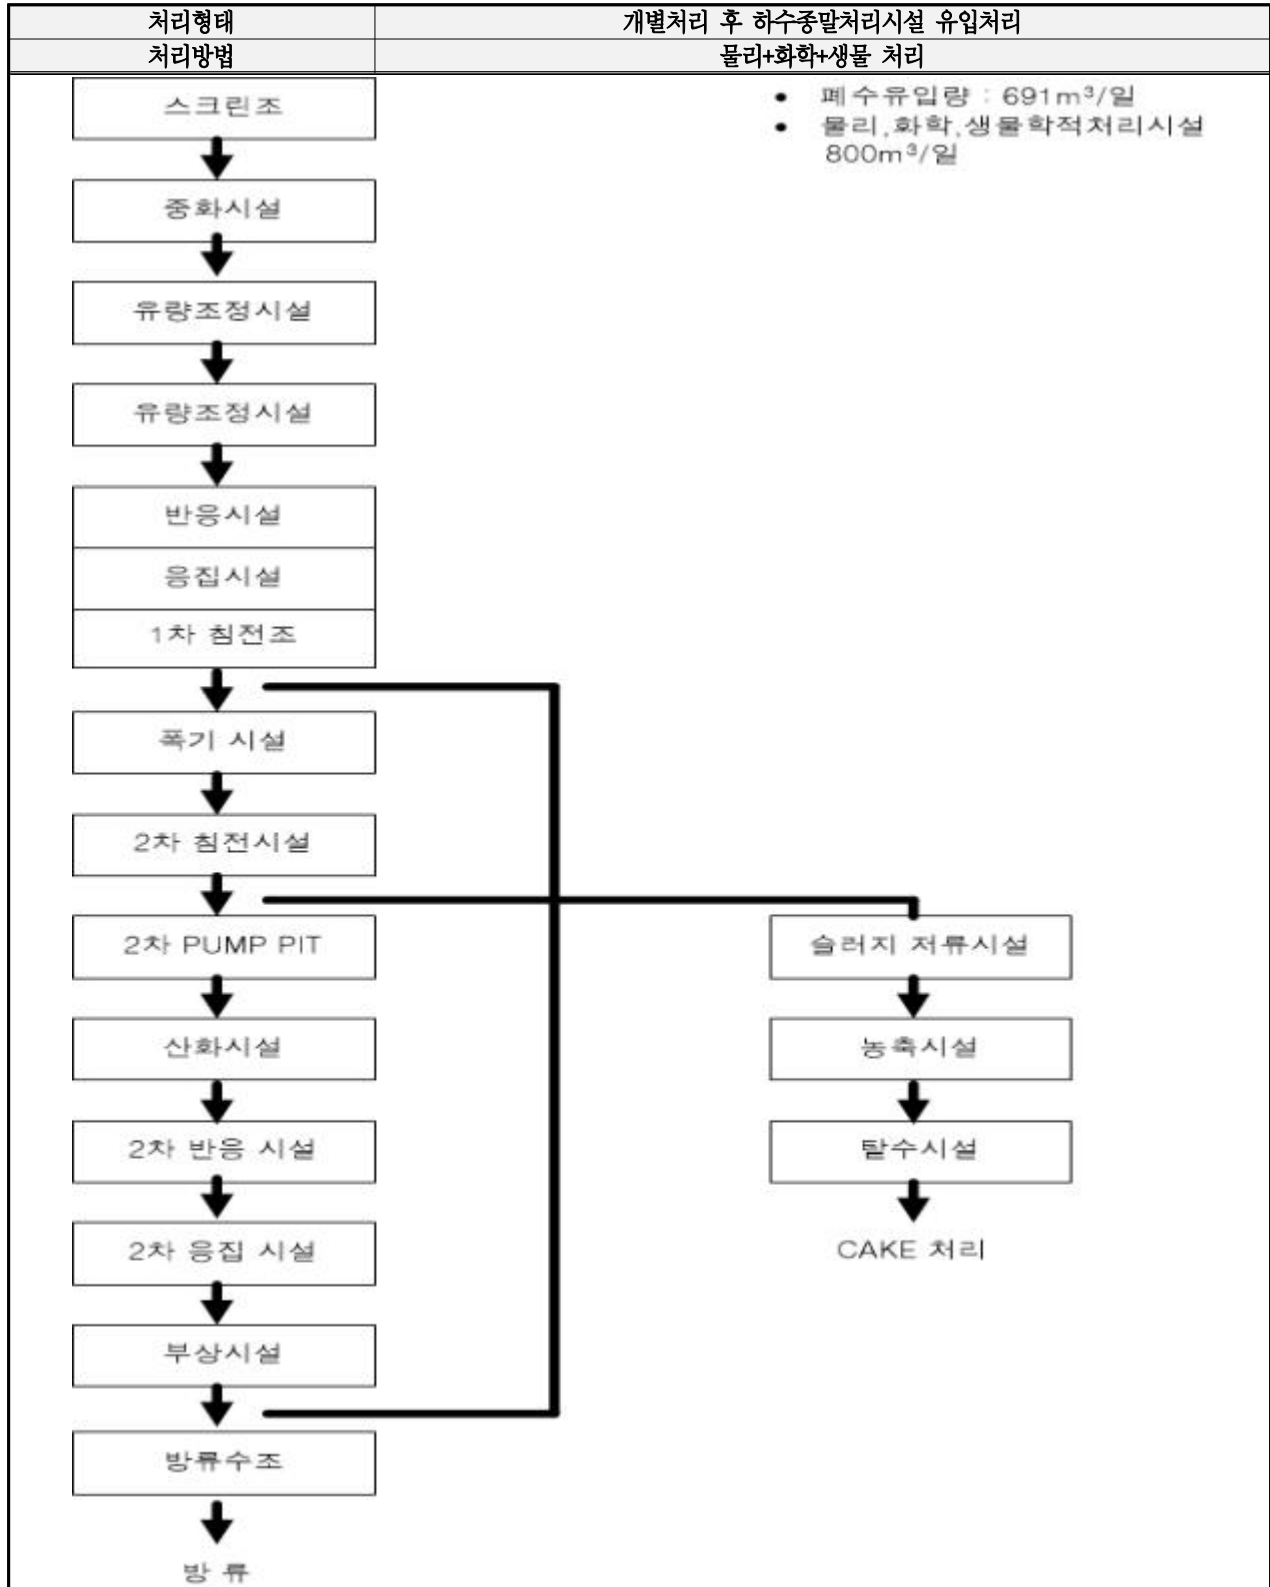 처리형태 개별처리 후 하수종말처리시설 유입처리
처리방법 물리+화학+생물 처리
• 폐수유입량 : 691m³/일
• 물리,화학,생물학적처리시설
800m³/일
스크린조
중화시설
유량조정시설
유량조정시설
반응시설
응집시설
1차 침전조
폭기 시설
2차 침전시설
2차 PUMP PIT
산화시설
2차 반응 시설
2차 응집 시설
부상시설
방류수조
방 류
슬러지 저류시설
농축시설
탈수시설
CAKE 처리